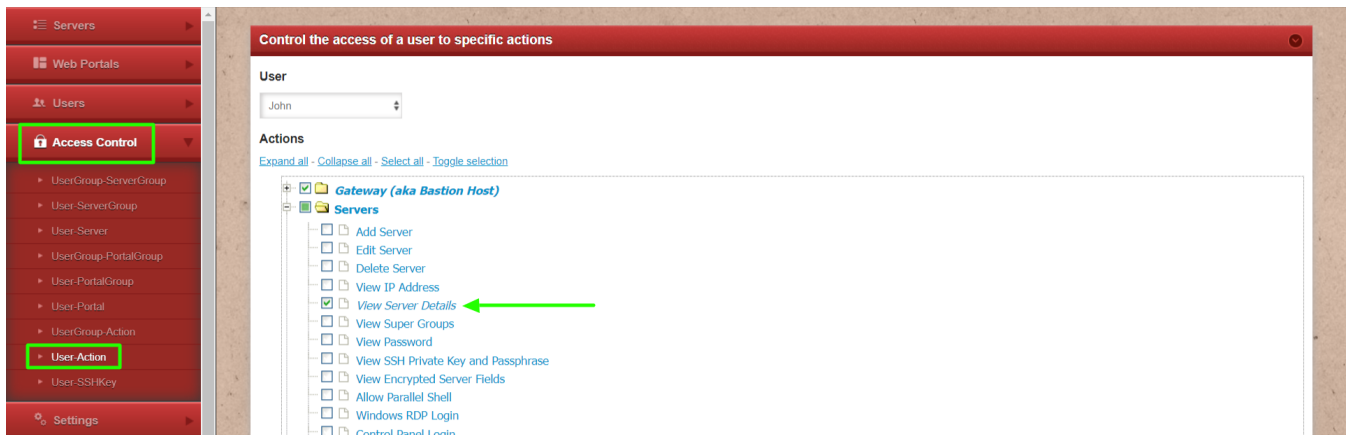 Servers
Web Portals
Users
Access Control
UserGroup-ServerGroup
User-ServerGroup
User-Server
UserGroup-PortalGroup
User-PortalGroup
User-Portal
UserGroup-Action
User-Action
User-SSHKey
Settings
Control the access of a user to specific actions
User
John
Actions
Expand all - Collapse all - Select all - Toggle selection
Gateway (aka Bastion Host)
Servers
Add Server
Edit Server
Delete Server
View IP Address
View Server Details
View Super Groups
View Password
View SSH Private Key and Passphrase
View Encrypted Server Fields
Allow Parallel Shell
Windows RDP Login
Control Panel Login